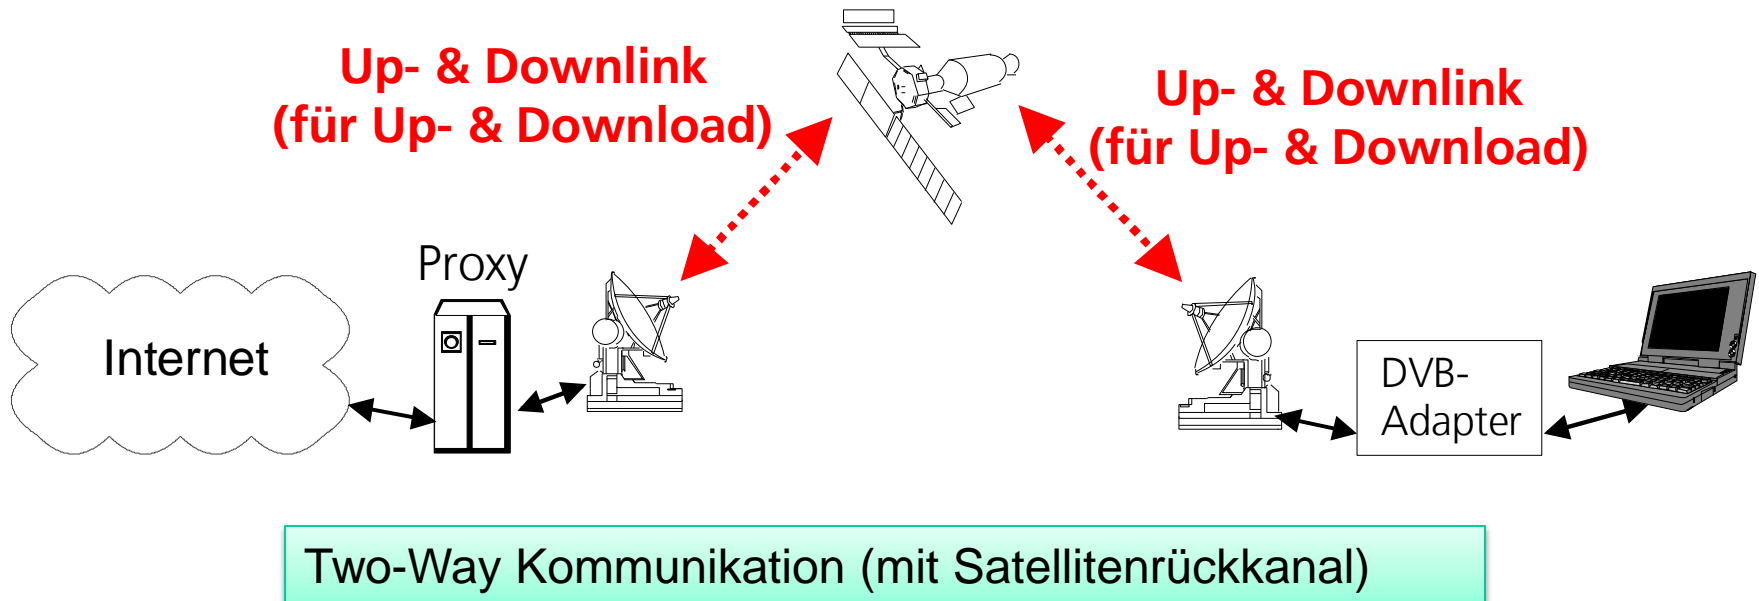 Up- & Downlink
(für Up- & Download)
Up- & Downlink
(für Up- & Download)
Proxy
Internet
DVB-
Adapter
Two-Way Kommunikation (mit Satellitenrückkanal)